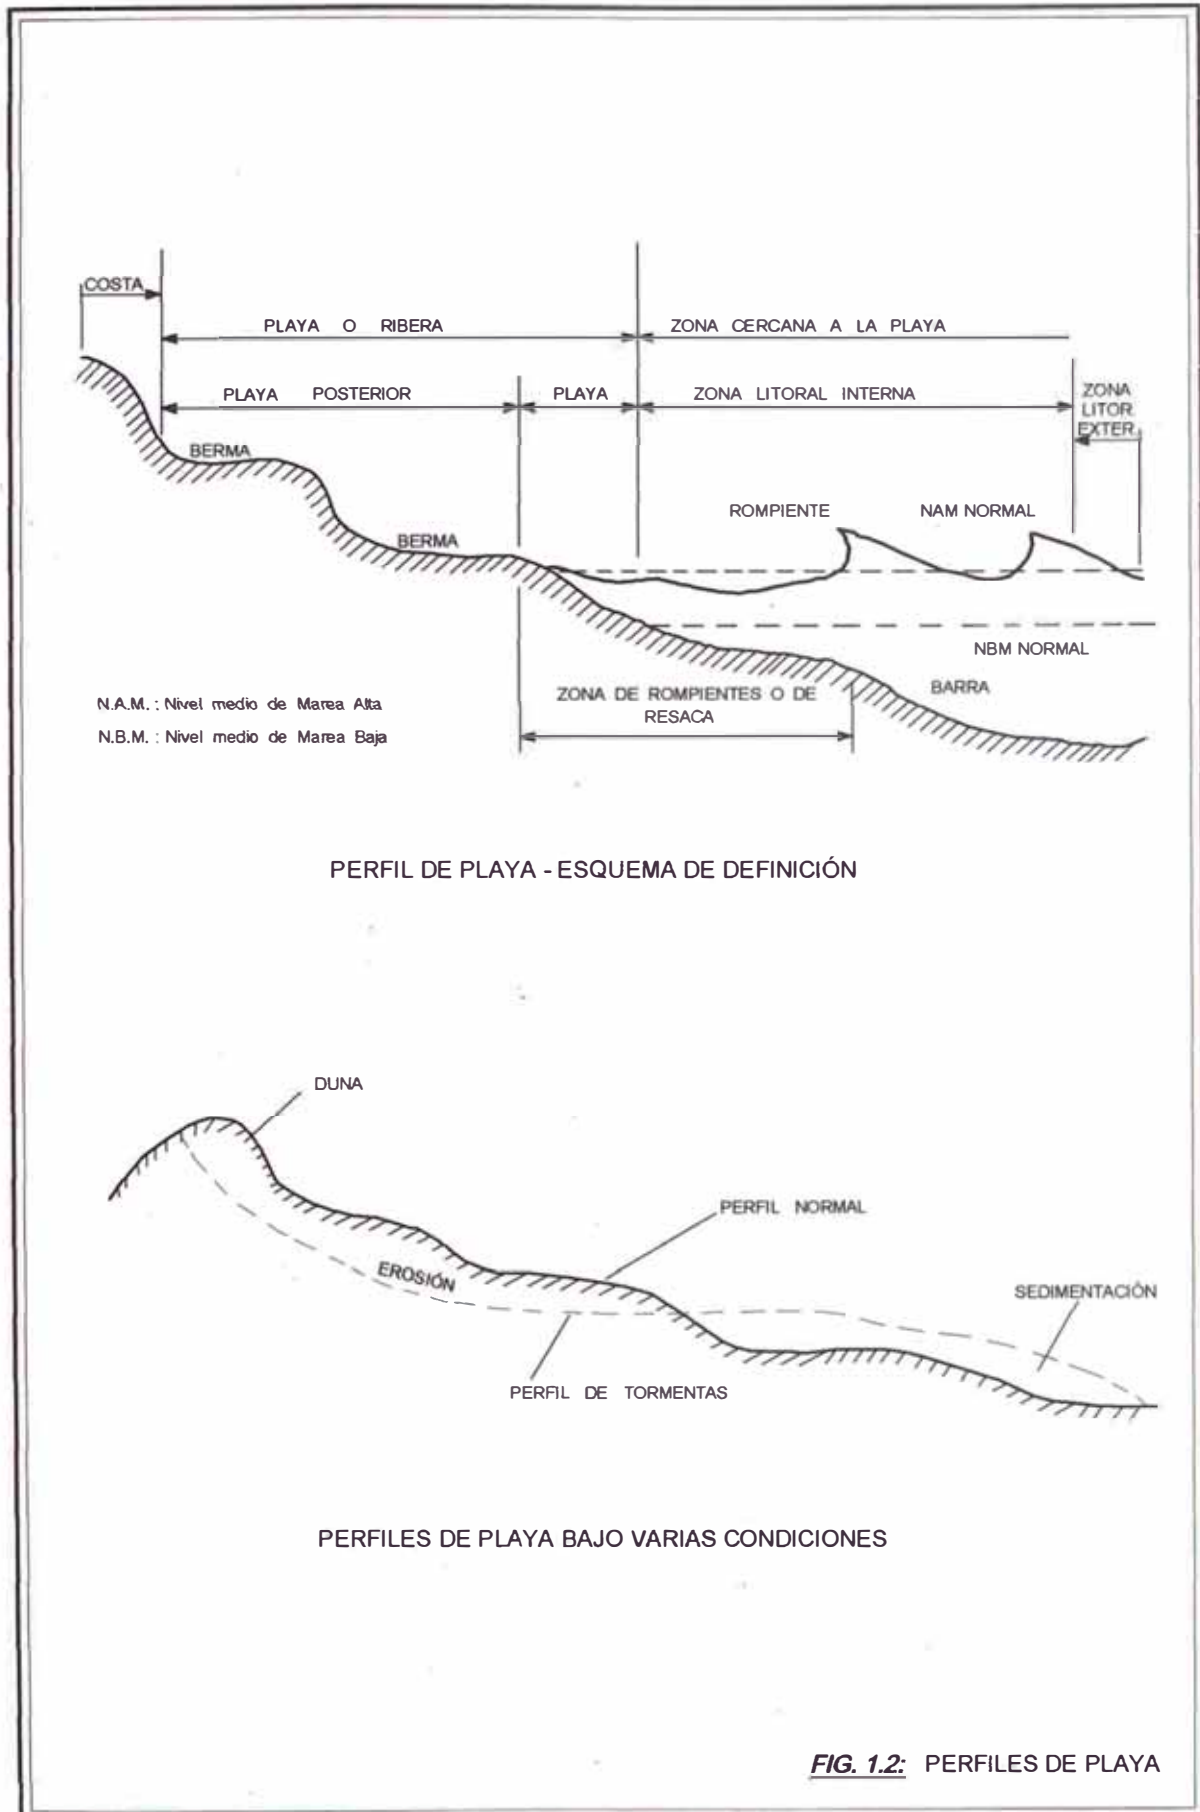 COSTA
PLAYA O RIBERA
ZONA CERCANA A LA PLAYA
PLAYA POSTERIOR
PLAYA
ZONA LITORAL INTERNA
ZONA
LITOR.
EXTER.
BERMA
BERMA
ROMPIENTE
NAM NORMAL
NBM NORMAL
BARRA
ZONA DE ROMPIENTES O DE
RESACA
N.A.M. : Nivel medio de Marea Alta
N.B.M. : Nivel medio de Marea Baja
PERFIL DE PLAYA - ESQUEMA DE DEFINICIÓN
DUNA
PERFIL NORMAL
EROSIÓN
SEDIMENTACIÓN
PERFIL DE TORMENTAS
PERFILES DE PLAYA BAJO VARIAS CONDICIONES
FIG. 1.2: PERFILES DE PLAYA